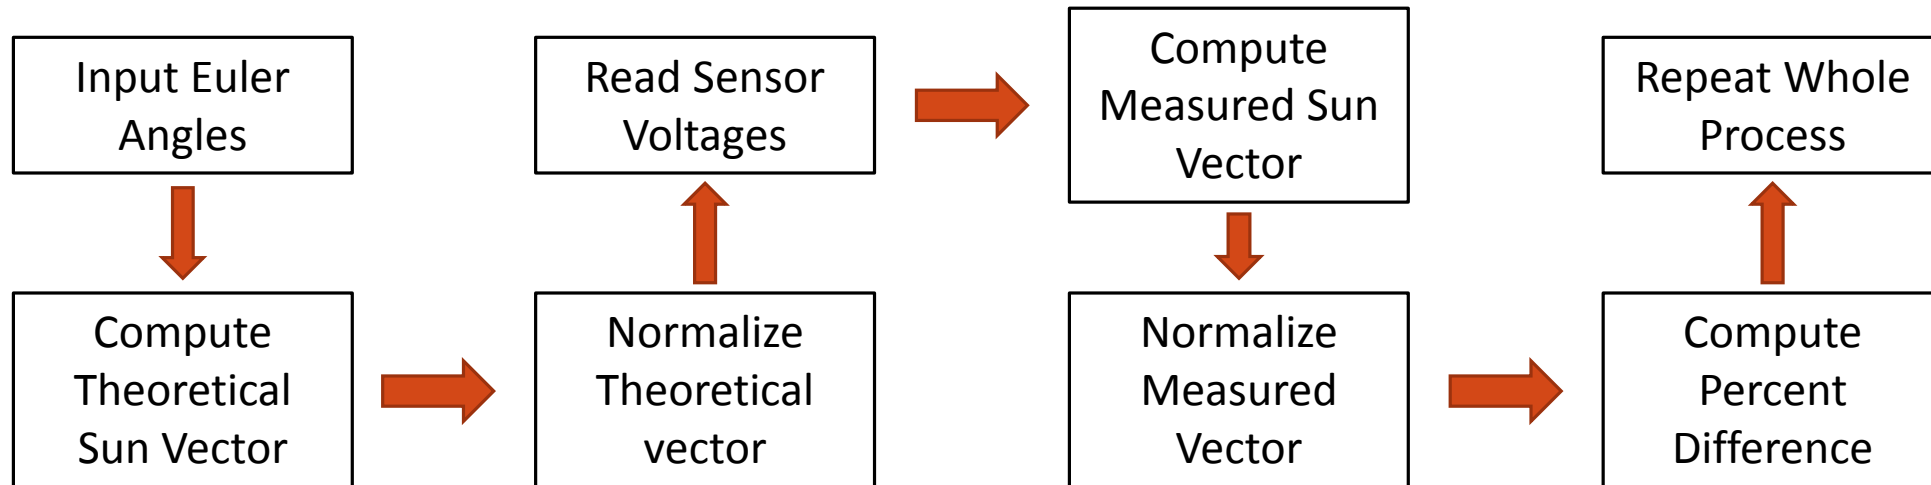 Input Euler
Angles
Compute
Theoretical
Sun Vector
Normalize
Theoretical
vector
Read Sensor
Voltages
Compute
Measured Sun
Vector
Normalize
Measured
Vector
Compute
Percent
Difference
Repeat Whole
Process